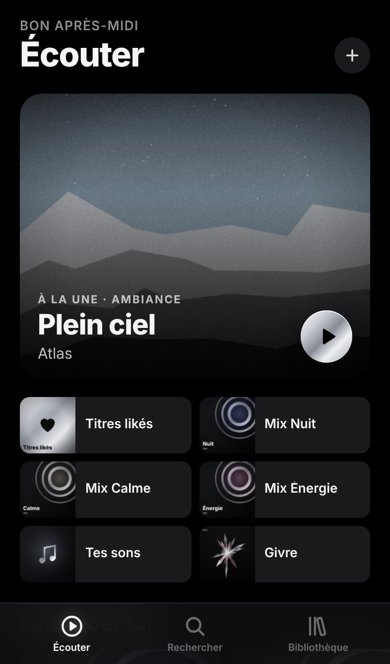 BON APRÈS-MIDI
Écouter
À LA UNE · AMBIANCE
Plein ciel
Atlas
Titres likés
Titres likés
Nuit
Mix Nuit
Calme
Mix Calme
Énergie
Mix Énergie
Tes sons
Givre
Écouter
Rechercher
Bibliothèque